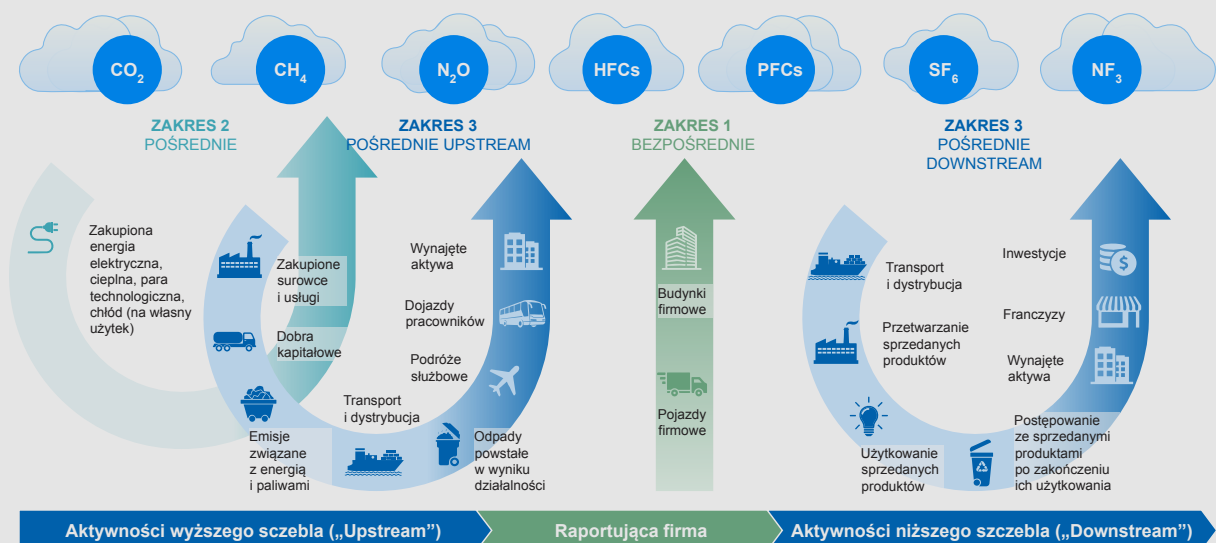 CO₂
CH₄
N₂O
HFCs
PFCs
SF₆
NF₃
ZAKRES 2
POŚREDNIE
ZAKRES 3
POŚREDNIE UPSTREAM
ZAKRES 1
BEZPOŚREDNIE
ZAKRES 3
POŚREDNIE
DOWNSTREAM
Zakupiona
energia
elektryczna,
cieplna, para
technologiczna,
chłód (na własny
użytek)
Zakupione
surowce
i usługi
Dobra
kapitałowe
Emisje
związane
z energią
i paliwami
Transport
i dystrybucja
Odpady
powstałe
w wyniku
działalności
Podróże
służbowe
Dojazdy
pracowników
Wynajęte
aktywa
Budynki
firmowe
Pojazdy
firmowe
Transport
i dystrybucja
Przetwarzanie
sprzedanych
produktów
Użytkowanie
sprzedanych
produktów
Postępowanie
ze sprzedanymi
produktami
po zakończeniu
ich użytkowania
Wynajęte
aktywa
Franczyzy
Inwestycje
Aktywności wyższego sczebla („Upstream”)
Raportująca firma
Aktywności niższego szczebla („Downstream”)